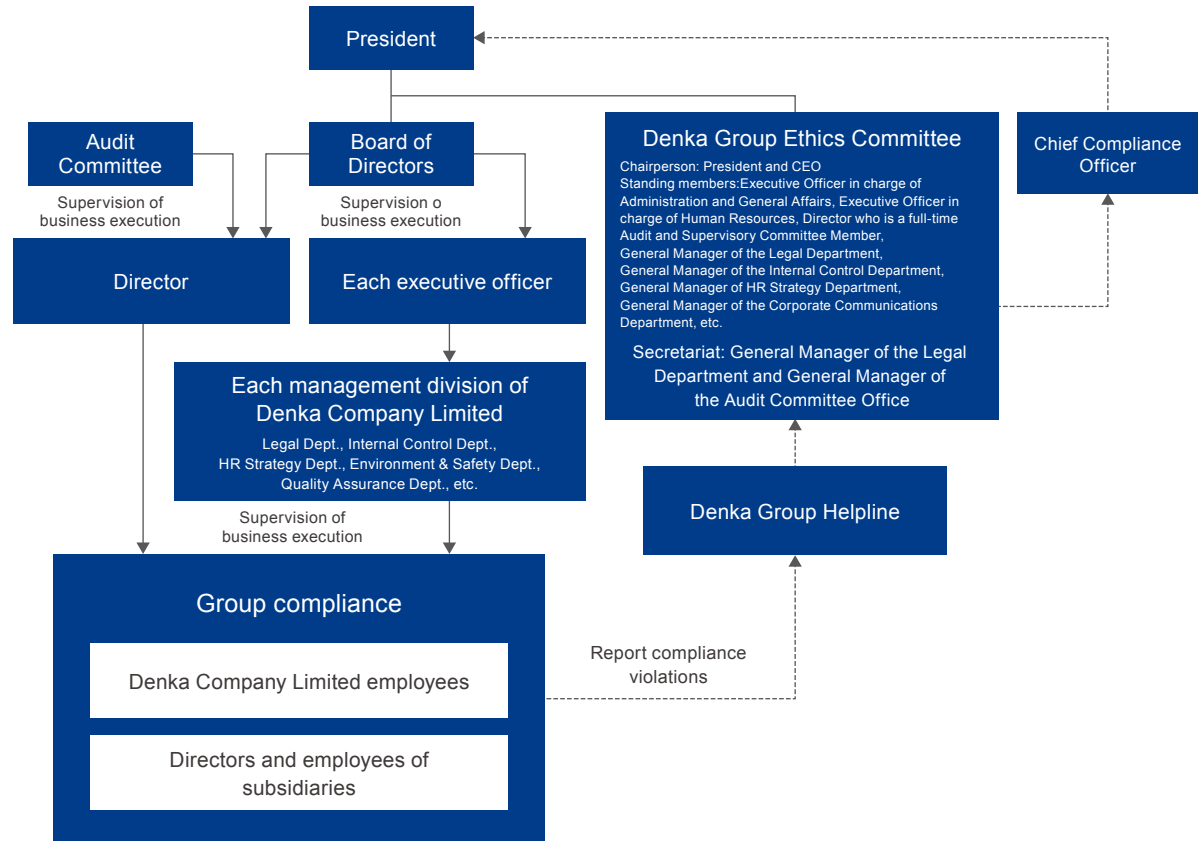 President
Audit
Committee
Board of
Directors
Supervision of
business execution
Supervision o
business execution
Director
Each executive officer
Each management division of
Denka Company Limited
Legal Dept., Internal Control Dept.,
HR Strategy Dept., Environment & Safety Dept.,
Quality Assurance Dept., etc.
Supervision of
business execution
Group compliance
Denka Company Limited employees
Directors and employees of
subsidiaries
Denka Group Ethics Committee
Chairperson: President and CEO
Standing members:Executive Officer in charge of
Administration and General Affairs, Executive Officer in
charge of Human Resources, Director who is a full-time
Audit and Supervisory Committee Member,
General Manager of the Legal Department,
General Manager of the Internal Control Department,
General Manager of HR Strategy Department,
General Manager of the Corporate Communications
Department, etc.
Secretariat: General Manager of the Legal
Department and General Manager of
the Audit Committee Office
Chief Compliance
Officer
Denka Group Helpline
Report compliance
violations